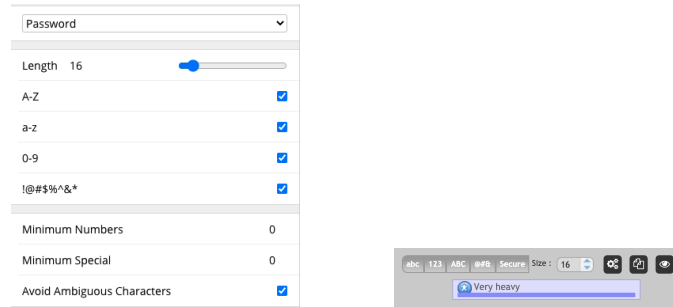 Password
Length 16
A-Z
a-z
0-9
!@#$%^&*
Minimum Numbers 0
Minimum Special 0
Avoid Ambiguous Characters
abc 123 ABC @#& Secure Size : 16
Very heavy